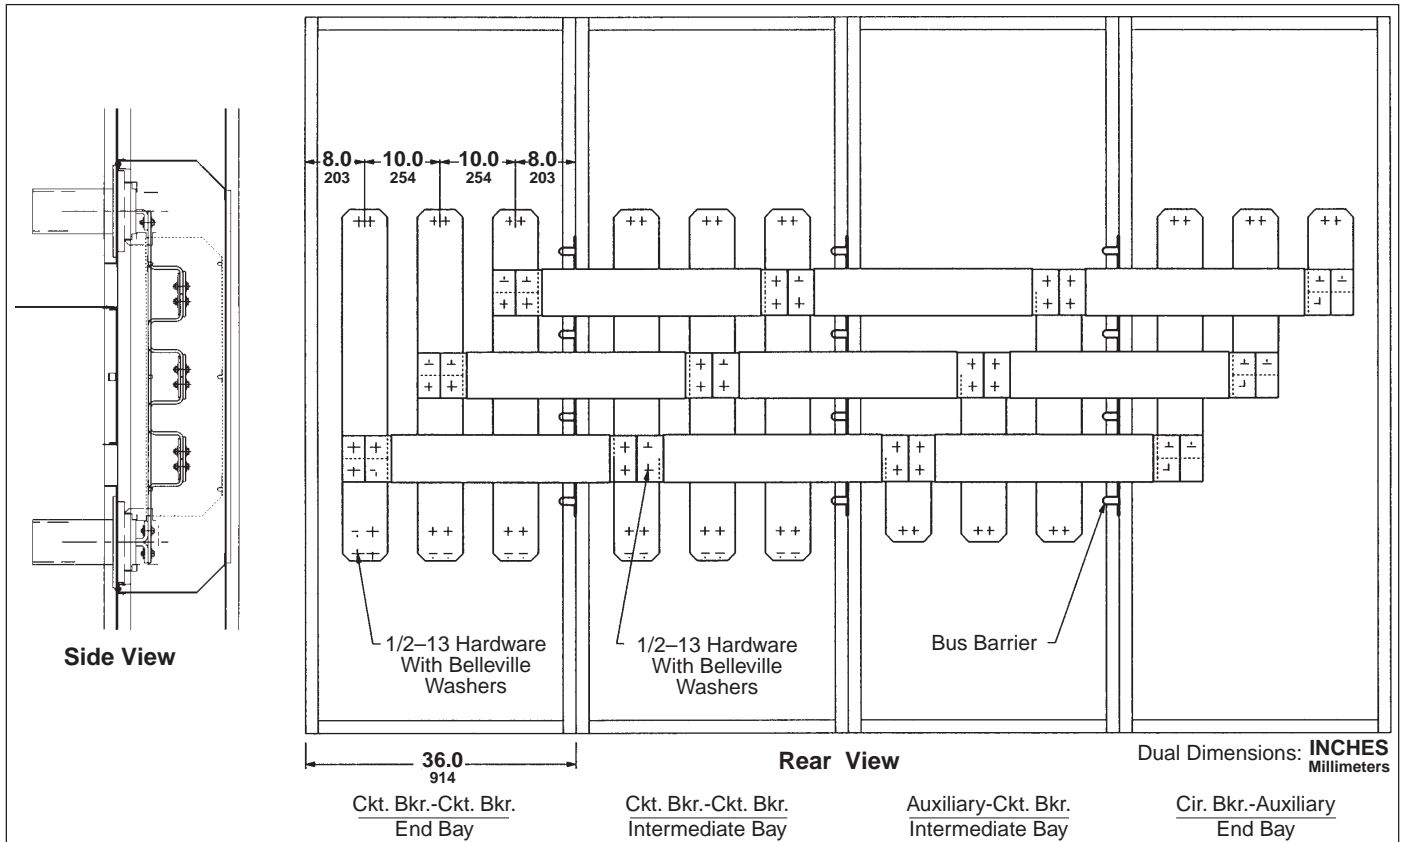 8.0 10.0 10.0 8.0
203 254 254 203
Side View
1/2–13 Hardware
With Belleville
Washers
1/2–13 Hardware
With Belleville
Washers
Bus Barrier
36.0
914
Rear View
Dual Dimensions: INCHES
Millimeters
Ckt. Bkr.-Ckt. Bkr.
End Bay
Ckt. Bkr.-Ckt. Bkr.
Intermediate Bay
Auxiliary-Ckt. Bkr.
Intermediate Bay
Cir. Bkr.-Auxiliary
End Bay